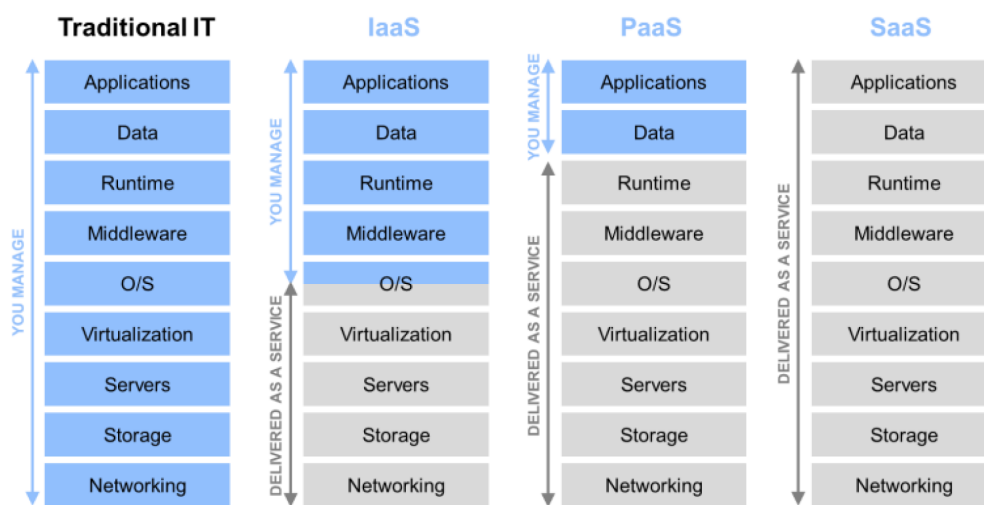 Traditional IT
YOU MANAGE
Applications
Data
Runtime
Middleware
O/S
Virtualization
Servers
Storage
Networking
IaaS
YOU MANAGE
DELIVERED AS A SERVICE
Applications
Data
Runtime
Middleware
O/S
Virtualization
Servers
Storage
Networking
PaaS
YOU MANAGE
DELIVERED AS A SERVICE
Applications
Data
Runtime
Middleware
O/S
Virtualization
Servers
Storage
Networking
SaaS
DELIVERED AS A SERVICE
Applications
Data
Runtime
Middleware
O/S
Virtualization
Servers
Storage
Networking